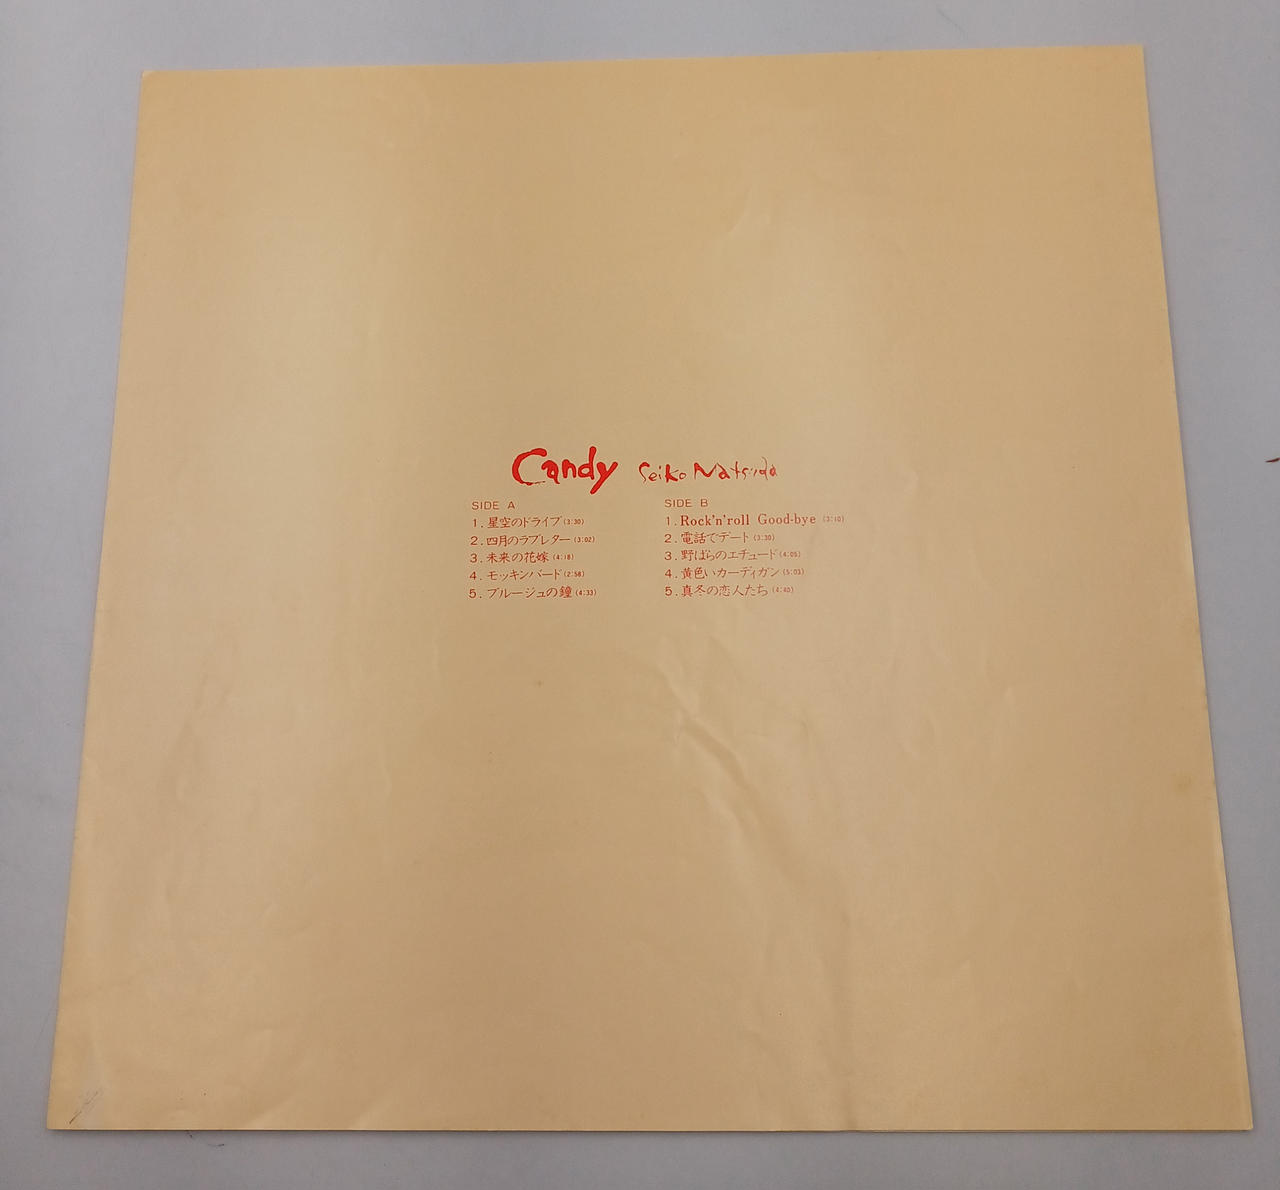 Candy Seiko Matsuda
SIDE A
1. 星空のドライブ (3:30)
2. 四月のラブレター (3:02)
3. 未来の花嫁 (4:18)
4. モッキンバード (2:58)
5. ブルージュの鐘 (4:33)
SIDE B
1. Rock'n'roll Good-bye (3:10)
2. 電話でデート (3:30)
3. 野ばらのエチュード (4:05)
4. 黄色いカーディガン (5:03)
5. 真冬の恋人たち (4:40)